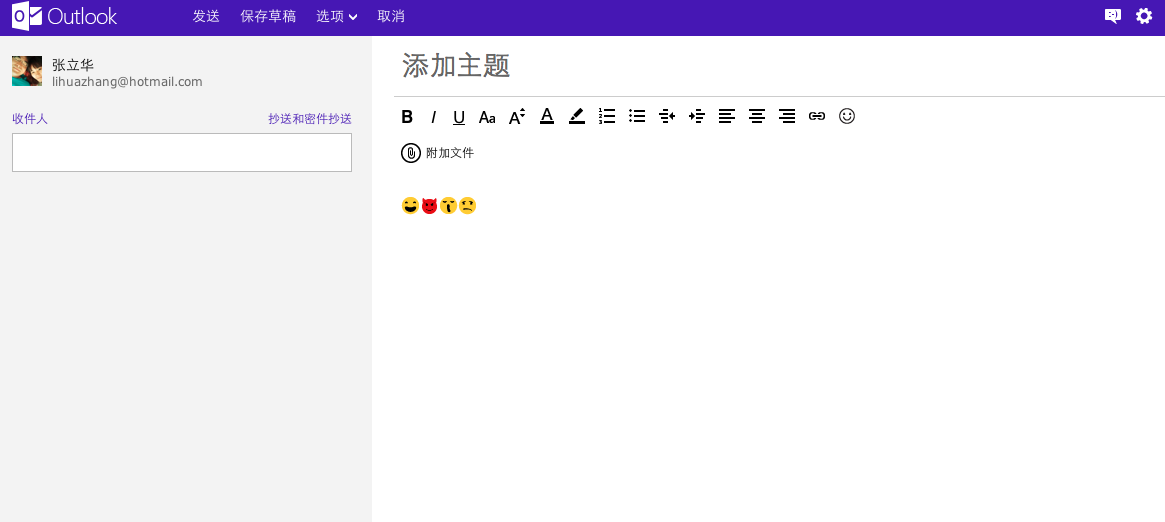 Outlook
发送 保存草稿 选项 取消
张立华
lihuazhang@hotmail.com
收件人 抄送和密件抄送
添加主题
B I U Aa A A
附加文件